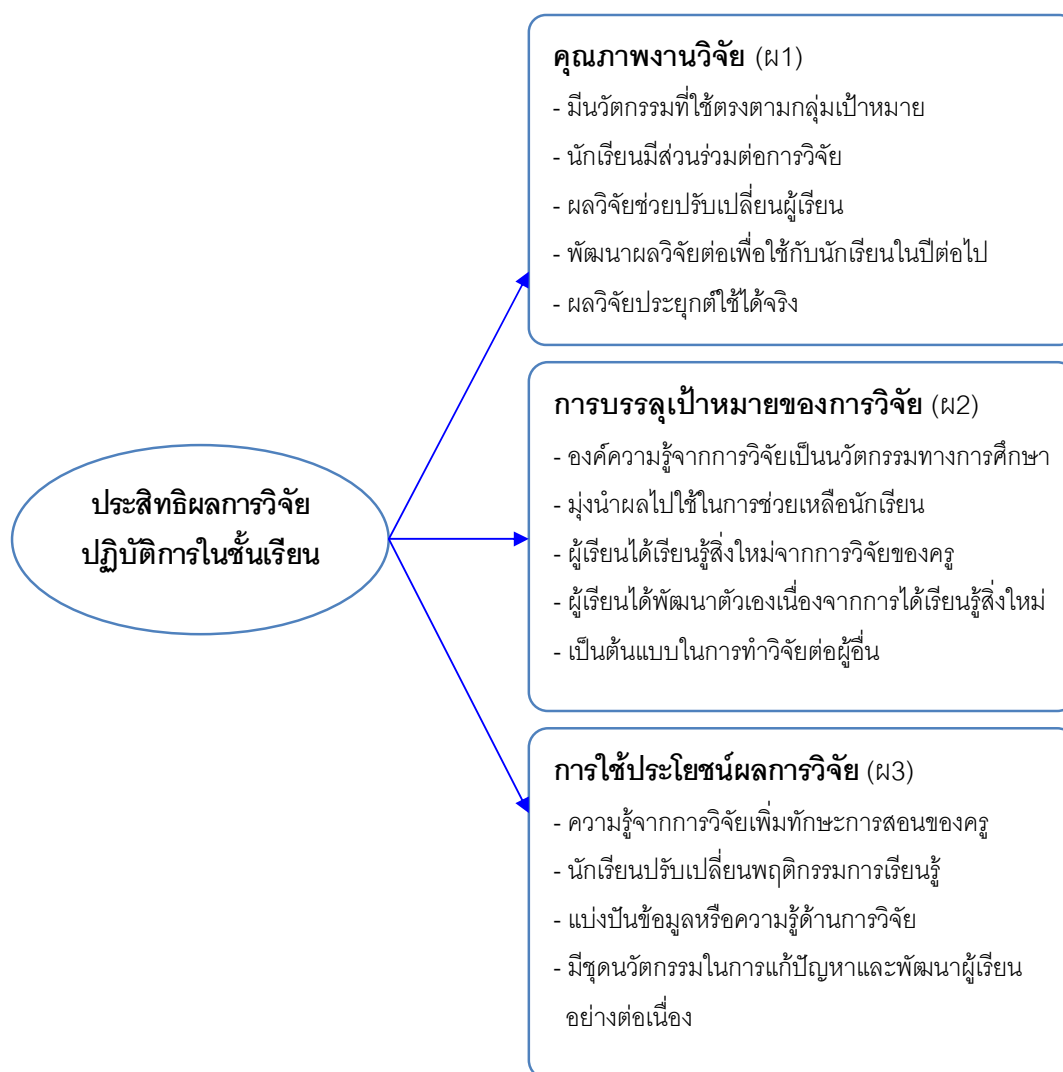 คุณภาพงานวิจัย (ผ1)
- มีนวัตกรรมที่ใช้ตรงตามกลุ่มเป้าหมาย
- นักเรียนมีส่วนร่วมต่อการวิจัย
- ผลวิจัยช่วยปรับเปลี่ยนผู้เรียน
- พัฒนาผลวิจัยต่อเพื่อใช้กับนักเรียนในปีต่อไป
- ผลวิจัยประยุกต์ใช้ได้จริง
การบรรลุเป้าหมายของการวิจัย (ผ2)
- องค์ความรู้จากการวิจัยเป็นนวัตกรรมทางการศึกษา
- มุ่งนำผลไปใช้ในการช่วยเหลือนักเรียน
- ผู้เรียนได้เรียนรู้สิ่งใหม่จากการวิจัยของครู
- ผู้เรียนได้พัฒนาตัวเองเนื่องจากการได้เรียนรู้สิ่งใหม่
- เป็นต้นแบบในการทำวิจัยต่อผู้อื่น
ประสิทธิผลการวิจัย
ปฏิบัติการในชั้นเรียน
การใช้ประโยชน์ผลการวิจัย (ผ3)
- ความรู้จากการวิจัยเพิ่มทักษะการสอนของครู
- นักเรียนปรับเปลี่ยนพฤติกรรมการเรียนรู้
- แบ่งปันข้อมูลหรือความรู้ด้านการวิจัย
- มีชุดนวัตกรรมในการแก้ปัญหาและพัฒนาผู้เรียน
อย่างต่อเนื่อง